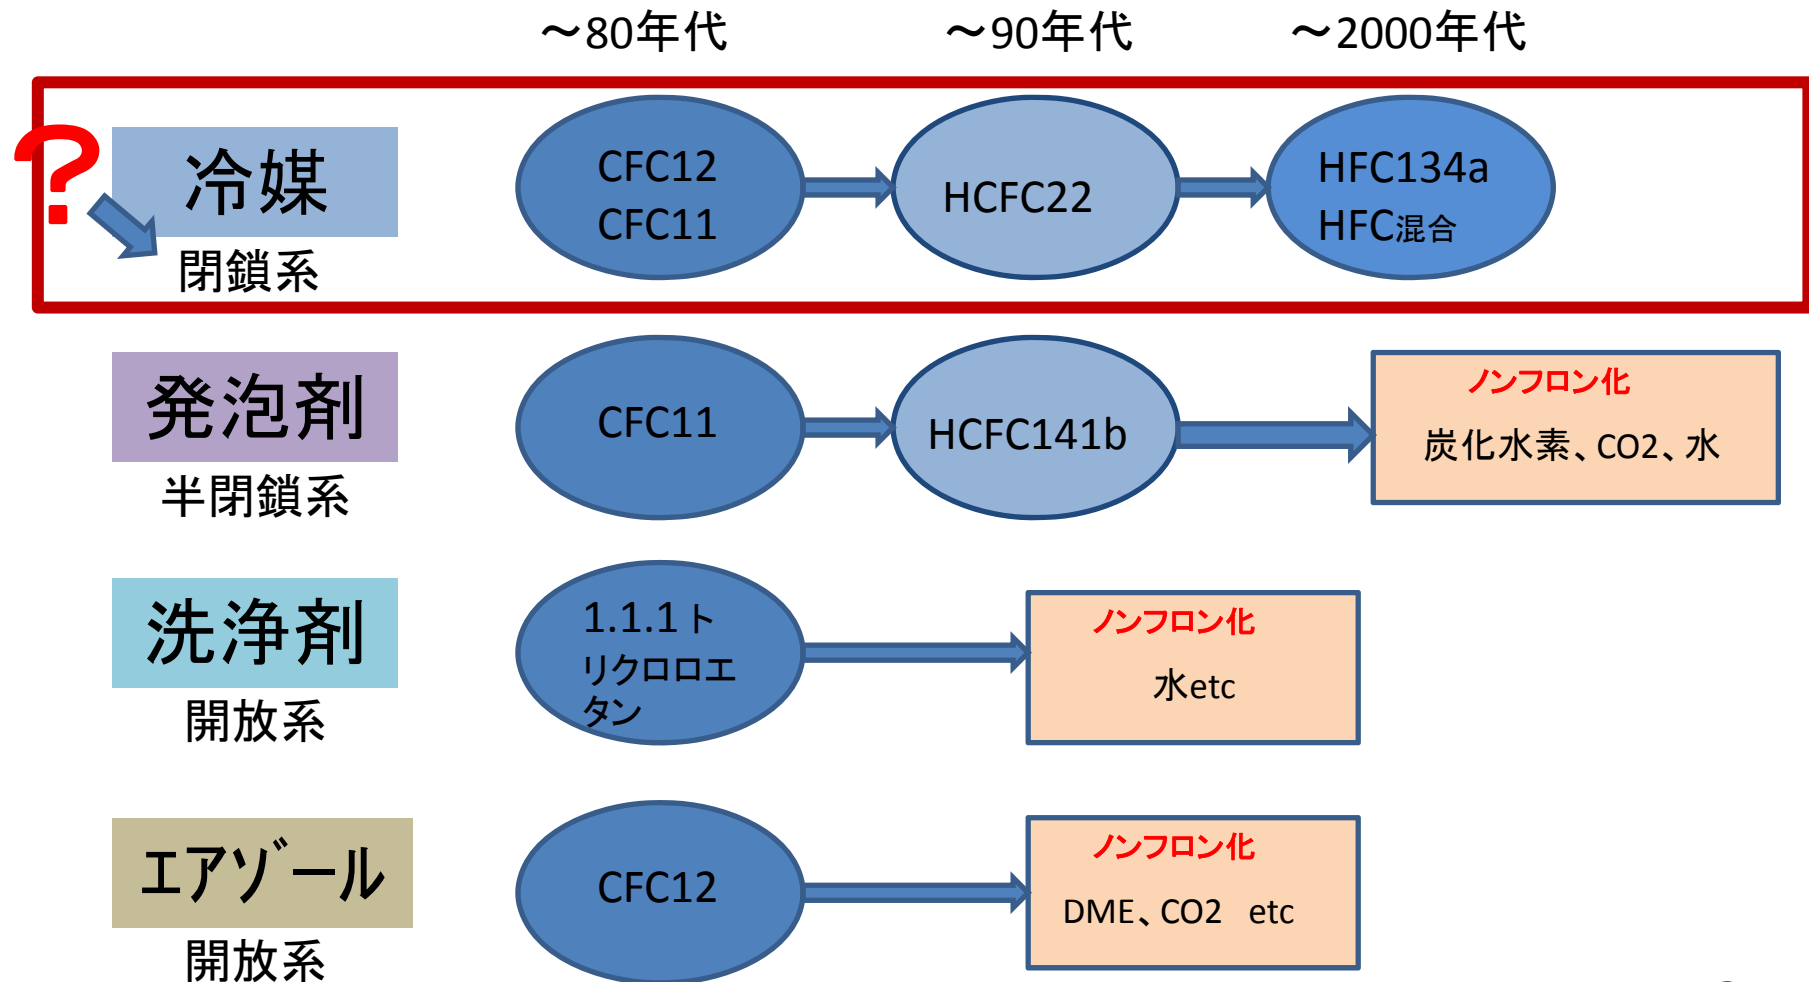 ～80年代
～90年代
～2000年代
?
冷媒
閉鎖系
CFC12
CFC11
HCFC22
HFC134a
HFC混合
発泡剤
半閉鎖系
CFC11
HCFC141b
ノンフロン化
炭化水素、CO2、水
洗浄剤
開放系
1.1.1ト
リクロロエ
タン
ノンフロン化
水etc
エアゾール
開放系
CFC12
ノンフロン化
DME、CO2　etc